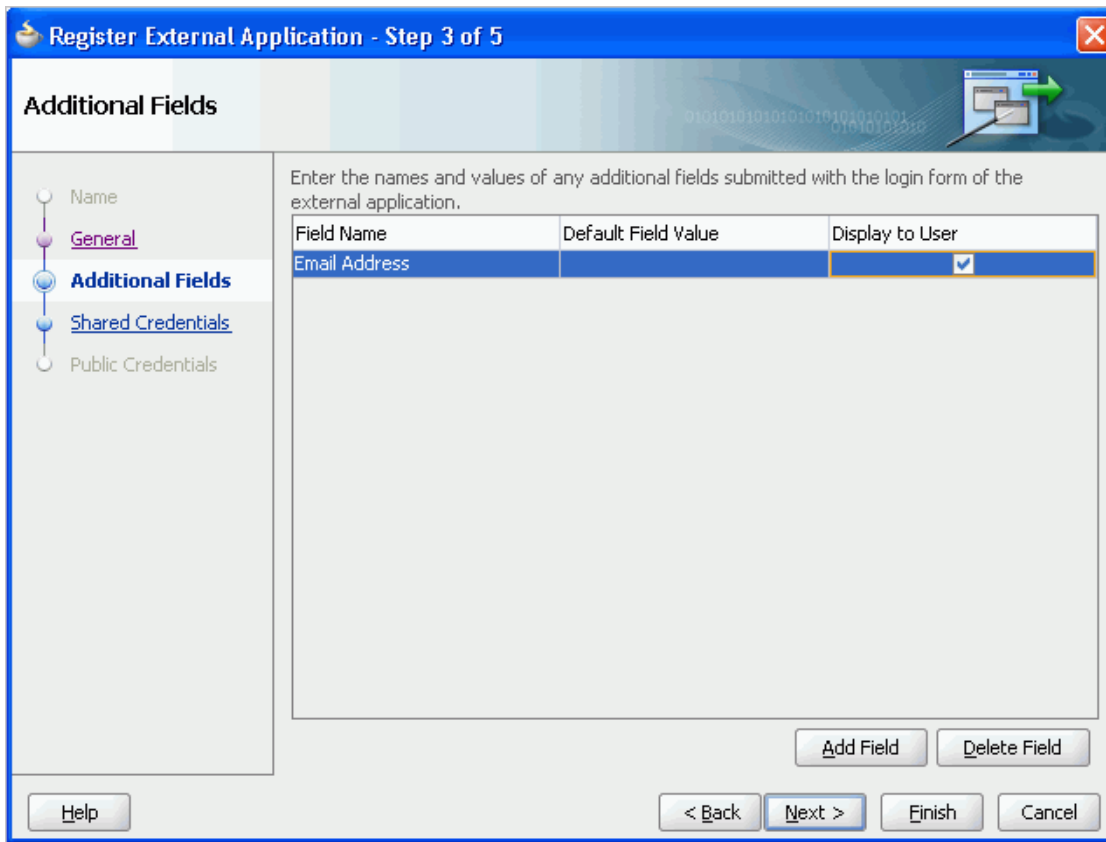 Register External Application - Step 3 of 5
Additional Fields
Name
General
Additional Fields
Shared Credentials
Public Credentials
Enter the names and values of any additional fields submitted with the login form of the
external application.
Field Name Default Field Value Display to User
Email Address
Add Field Delete Field
Help < Back Next > Finish Cancel